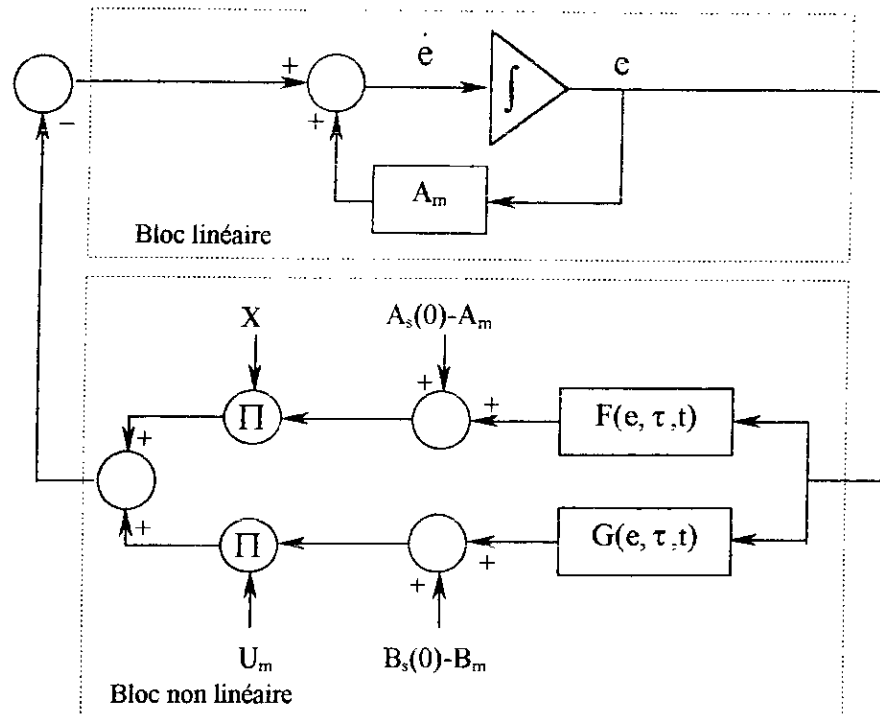 ė e
+
+
∫
−
A_m
Bloc linéaire
X A_s(0)-A_m
+ +
+ Π F(e, τ,t)
+ Π G(e, τ,t)
+ +
U_m B_s(0)-B_m
Bloc non linéaire